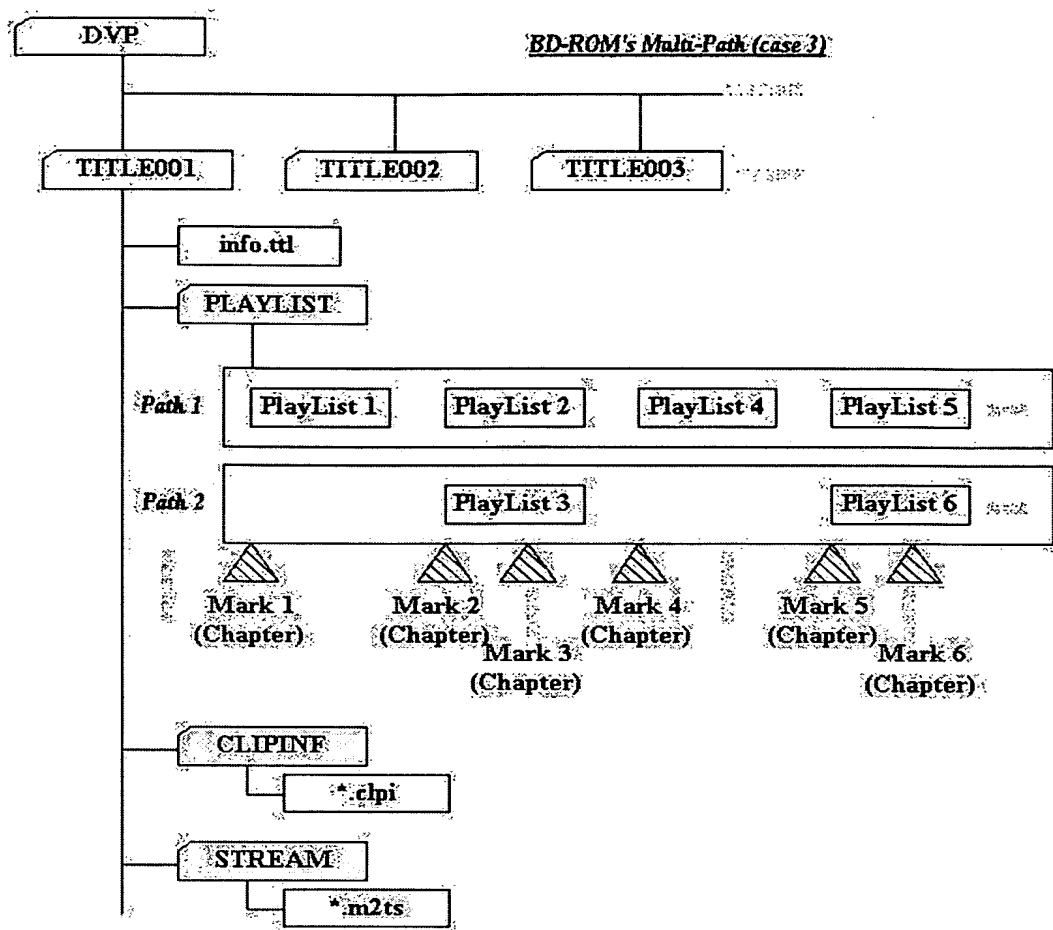 DVP
BD-ROM's Multi-Path (case 3)
TITLE001
TITLE002
TITLE003
info.ttl
PLAYLIST
Path 1
PlayList 1
PlayList 2
PlayList 4
PlayList 5
Path 2
PlayList 3
PlayList 6
Mark 1
(Chapter)
Mark 2
(Chapter)
Mark 3
(Chapter)
Mark 4
(Chapter)
Mark 5
(Chapter)
Mark 6
(Chapter)
CLIPINF
*.clpi
STREAM
*.m2ts